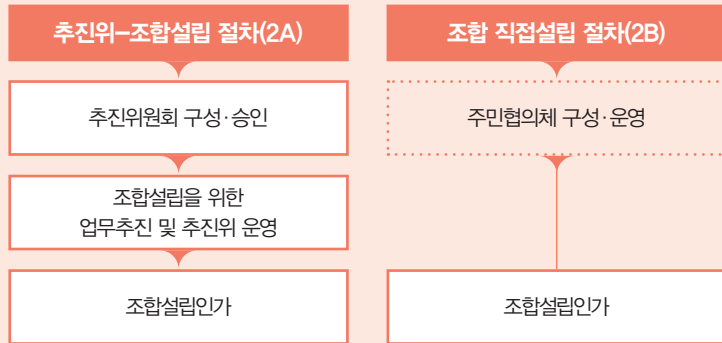 추진위–조합설립 절차(2A)
추진위원회 구성·승인
조합설립을 위한
업무추진 및 추진위 운영
조합설립인가
조합 직접설립 절차(2B)
주민협의체 구성·운영
조합설립인가